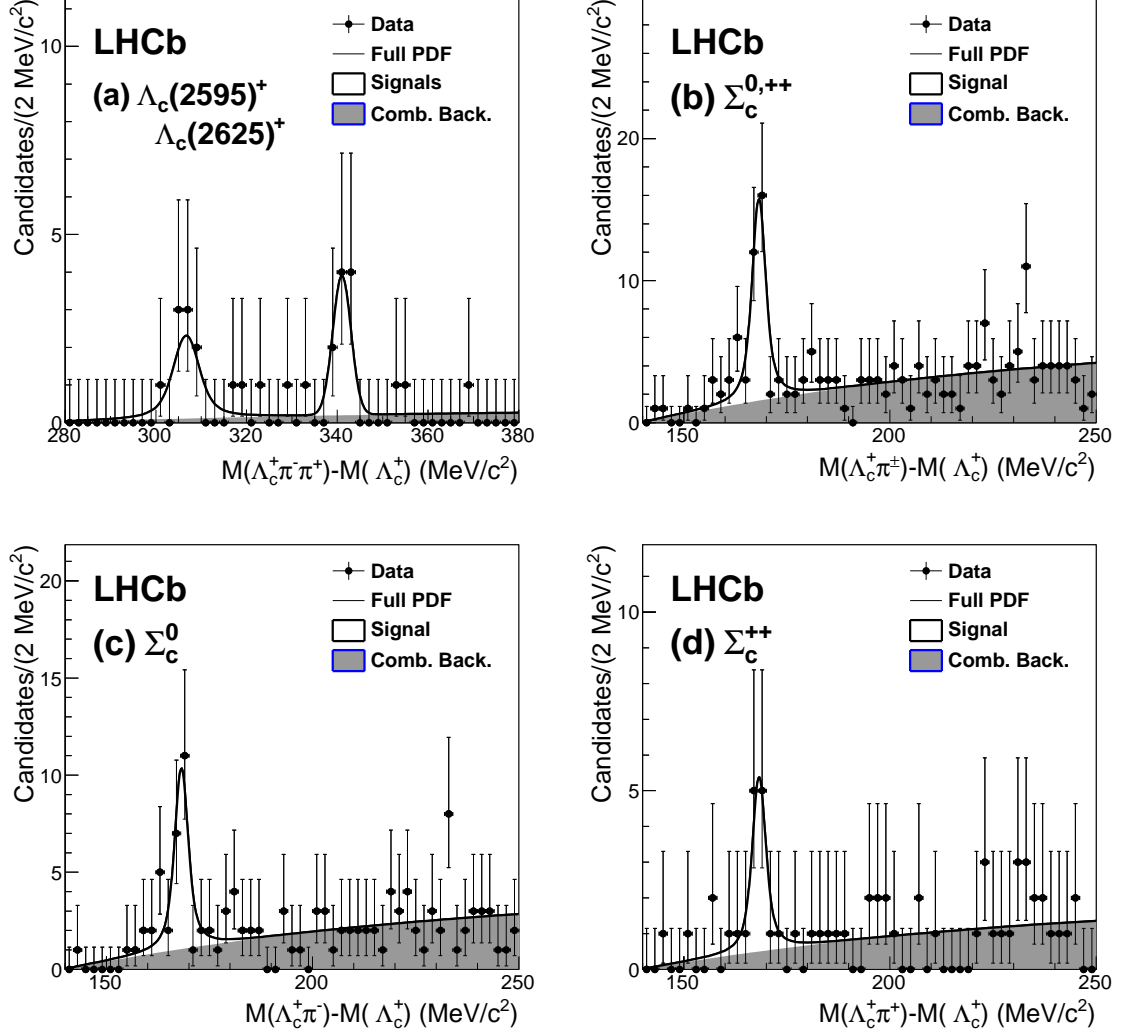 LHCb
(a) Λc(2595)+
Λc(2625)+
Data
Full PDF
Signals
Comb. Back.
Candidates/(2 MeV/c²)
0
5
10
280
300
320
340
360
380
M(Λc+π-π+)-M( Λc+) (MeV/c²)
LHCb
(b) Σc0,++
Data
Full PDF
Signal
Comb. Back.
Candidates/(2 MeV/c²)
0
10
20
150
200
250
M(Λc+π±)-M( Λc+) (MeV/c²)
LHCb
(c) Σc0
Data
Full PDF
Signal
Comb. Back.
Candidates/(2 MeV/c²)
0
5
10
15
20
150
200
250
M(Λc+π-)-M( Λc+) (MeV/c²)
LHCb
(d) Σc++
Data
Full PDF
Signal
Comb. Back.
Candidates/(2 MeV/c²)
0
5
10
150
200
250
M(Λc+π+)-M( Λc+) (MeV/c²)